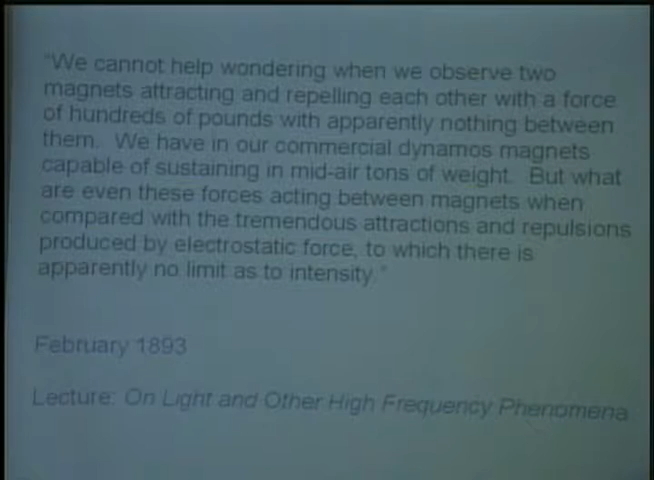 "We cannot help wondering when we observe two
magnets attracting and repelling each other with a force
of hundreds of pounds with apparently nothing between
them. We have in our commercial dynamos magnets
capable of sustaining in mid-air tons of weight. But what
are even these forces acting between magnets when
compared with the tremendous attractions and repulsions
produced by electrostatic force, to which there is
apparently no limit as to intensity."
February 1893
Lecture: On Light and Other High Frequency Phenomena